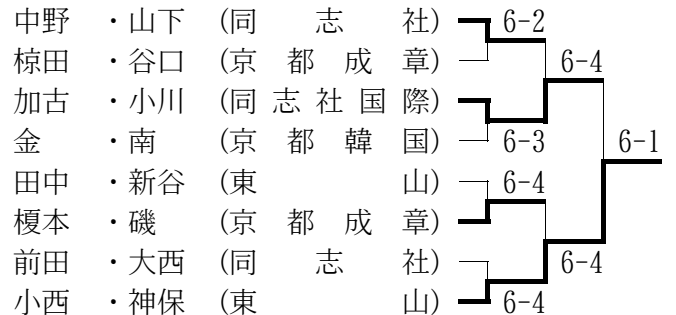 中野 ・山下 (同 志 社) 6-2
椋田 ・谷口 (京 都 成 章) 6-4
加古 ・小川 (同 志 社 国 際)
金 ・南 (京 都 韓 国) 6-3 6-1
田中 ・新谷 (東 山) 6-4
榎本 ・磯 (京 都 成 章)
前田 ・大西 (同 志 社) 6-4
小西 ・神保 (東 山) 6-4